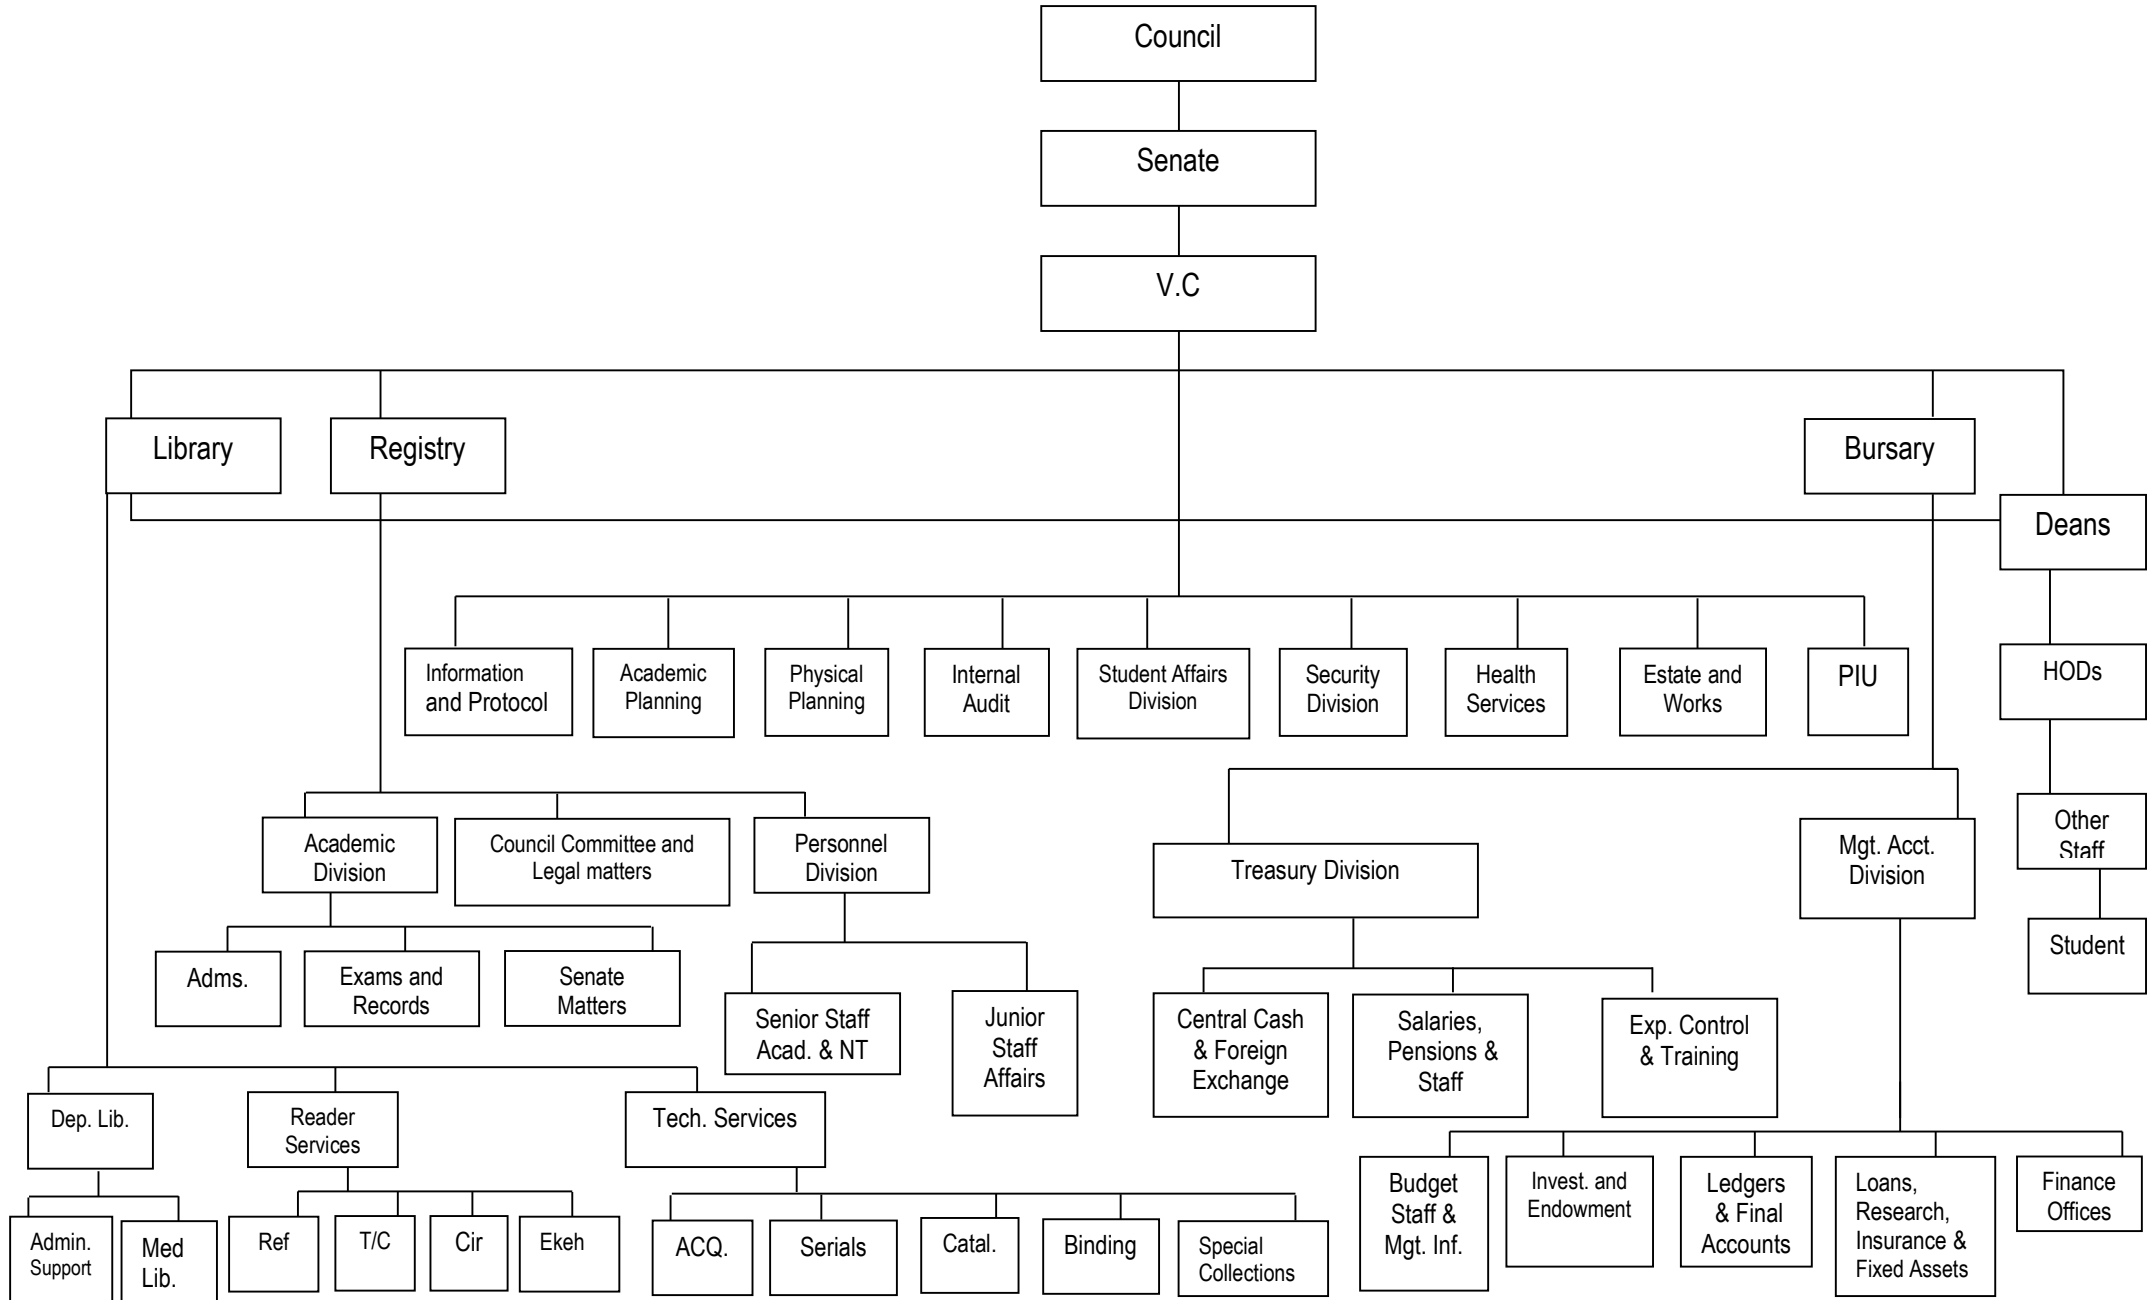 Council
Senate
V.C
Library
Registry
Bursary
Deans
Information
and Protocol
Academic
Planning
Physical
Planning
Internal
Audit
Student Affairs
Division
Security
Division
Health
Services
Estate and
Works
PIU
HODs
Academic
Division
Council Committee and
Legal matters
Personnel
Division
Treasury Division
Mgt. Acct.
Division
Other
Staff
Adms.
Exams and
Records
Senate
Matters
Senior Staff
Acad. & NT
Junior
Staff
Affairs
Central Cash
& Foreign
Exchange
Salaries,
Pensions &
Staff
Exp. Control
& Training
Student
Dep. Lib.
Reader
Services
Tech. Services
Admin.
Support
Med
Lib.
Ref
T/C
Cir
Ekeh
ACQ.
Serials
Catal.
Binding
Special
Collections
Budget
Staff &
Mgt. Inf.
Invest. and
Endowment
Ledgers
& Final
Accounts
Loans,
Research,
Insurance &
Fixed Assets
Finance
Offices